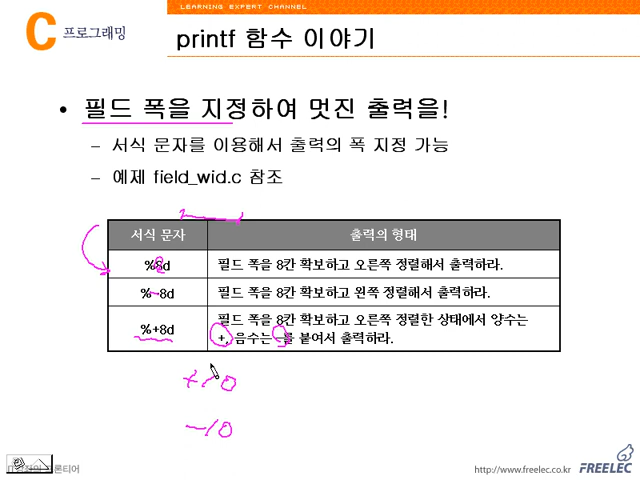 LEARNING EXPERT CHANNEL
C 프로그래밍
printf 함수 이야기
• 필드 폭을 지정하여 멋진 출력을!
– 서식 문자를 이용해서 출력의 폭 지정 가능
– 예제 field_wid.c 참조
서식 문자 출력의 형태
%8d 필드 폭을 8칸 확보하고 오른쪽 정렬해서 출력하라.
%-8d 필드 폭을 8칸 확보하고 왼쪽 정렬해서 출력하라.
%+8d 필드 폭을 8칸 확보하고 오른쪽 정렬한 상태에서 양수는
+, 음수는 -를 붙여서 출력하라.
+10
-10
론티어
http://www.freelec.co.kr FREELEC